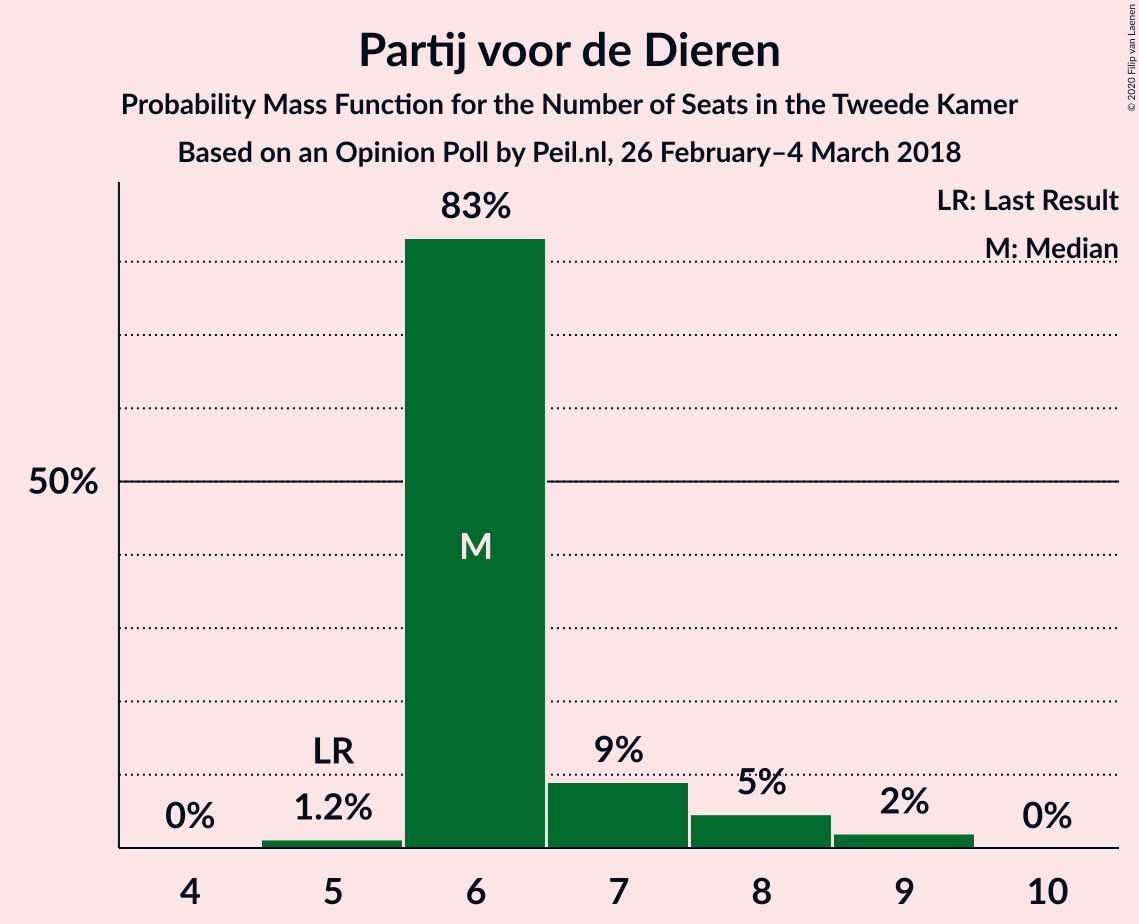 Partij voor de Dieren
Probability Mass Function for the Number of Seats in the Tweede Kamer
Based on an Opinion Poll by Peil.nl, 26 February–4 March 2018
© 2020 Filip van Laenen
LR: Last Result
M: Median
83%
50%
M
LR
9%
5%
0%
1.2%
2%
0%
4 5 6 7 8 9 10